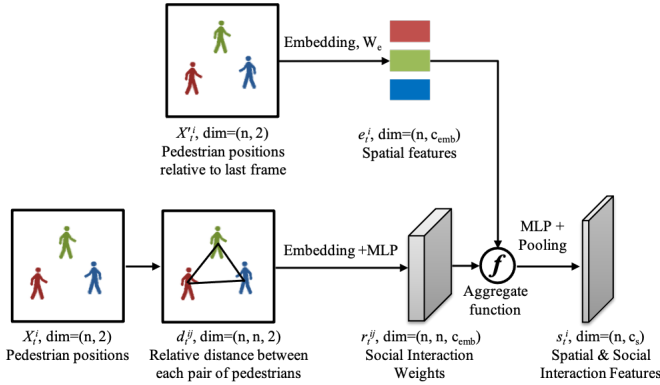 Embedding, Wₑ
X'ₜⁱ, dim=(n, 2)
Pedestrian positions
relative to last frame
eₜⁱ, dim=(n, cₑₘb)
Spatial features
Embedding +MLP
MLP +
Pooling
f
Aggregate
function
Xₜⁱ, dim=(n, 2)
Pedestrian positions
dₜⁱʲ, dim=(n, n, 2)
Relative distance between
each pair of pedestrians
rₜⁱʲ, dim=(n, n, cₑₘb)
Social Interaction
Weights
sₜⁱ, dim=(n, cₛ)
Spatial & Social
Interaction Features